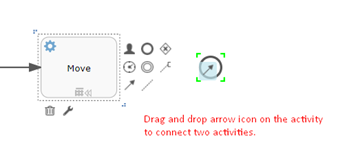 Move
Drag and drop arrow icon on the activity
to connect two activities.